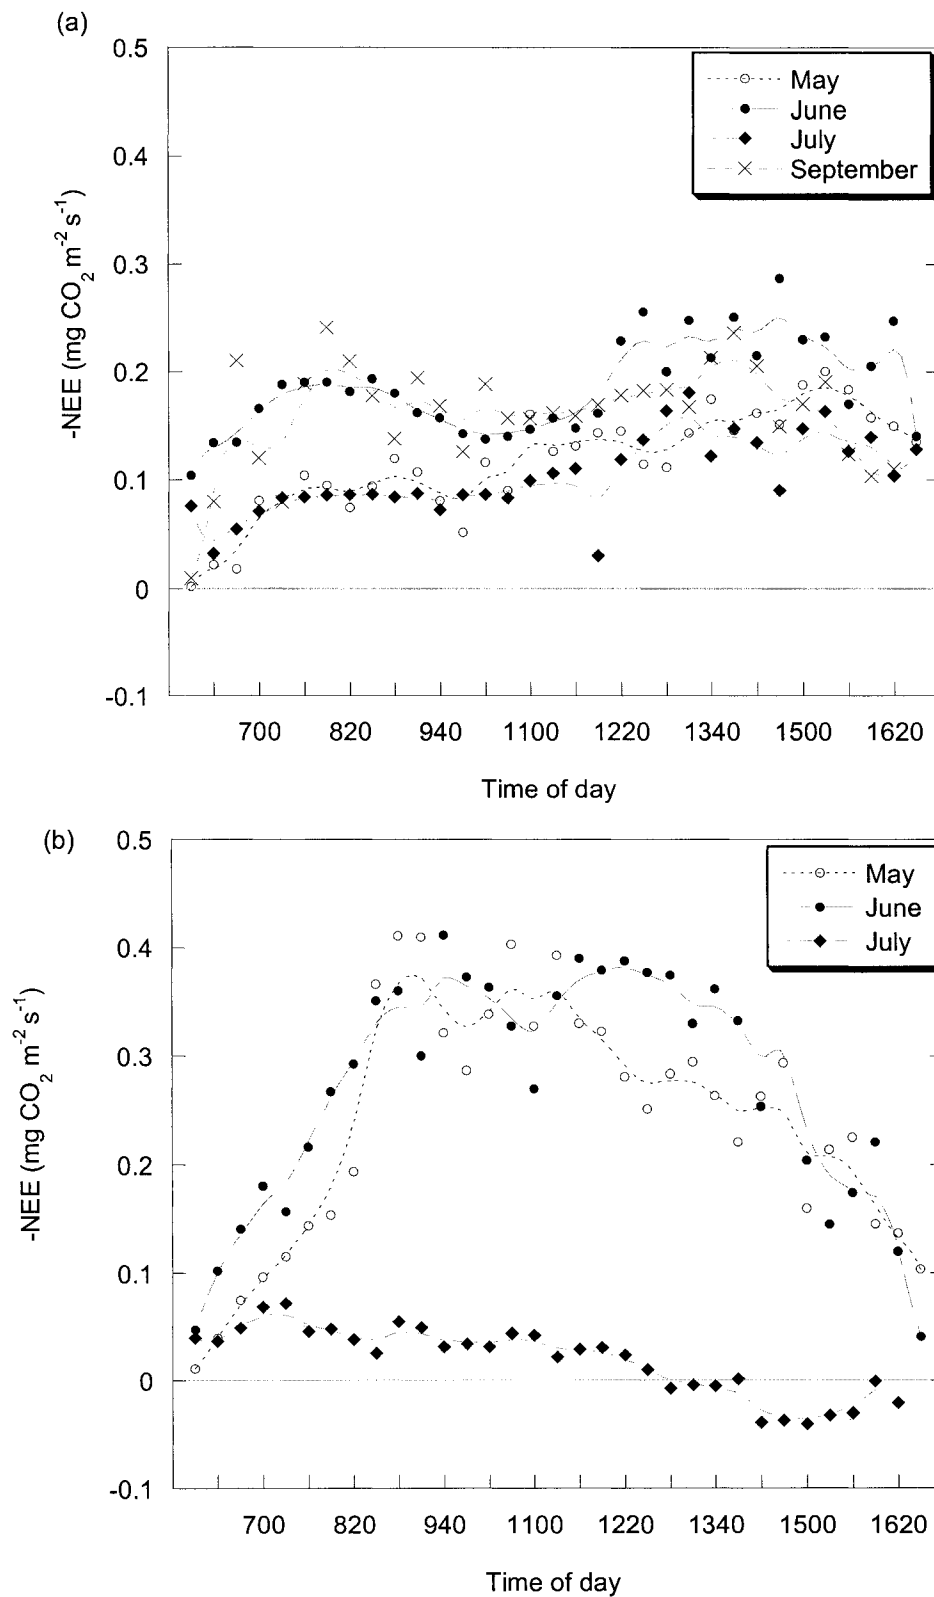 (a)
0.5
0.4
0.3
0.2
0.1
0
-0.1
-NEE (mg CO2 m-2 s-1)
May
June
July
September
700 820 940 1100 1220 1340 1500 1620
Time of day
(b)
0.5
0.4
0.3
0.2
0.1
0
-0.1
-NEE (mg CO2 m-2 s-1)
May
June
July
700 820 940 1100 1220 1340 1500 1620
Time of day